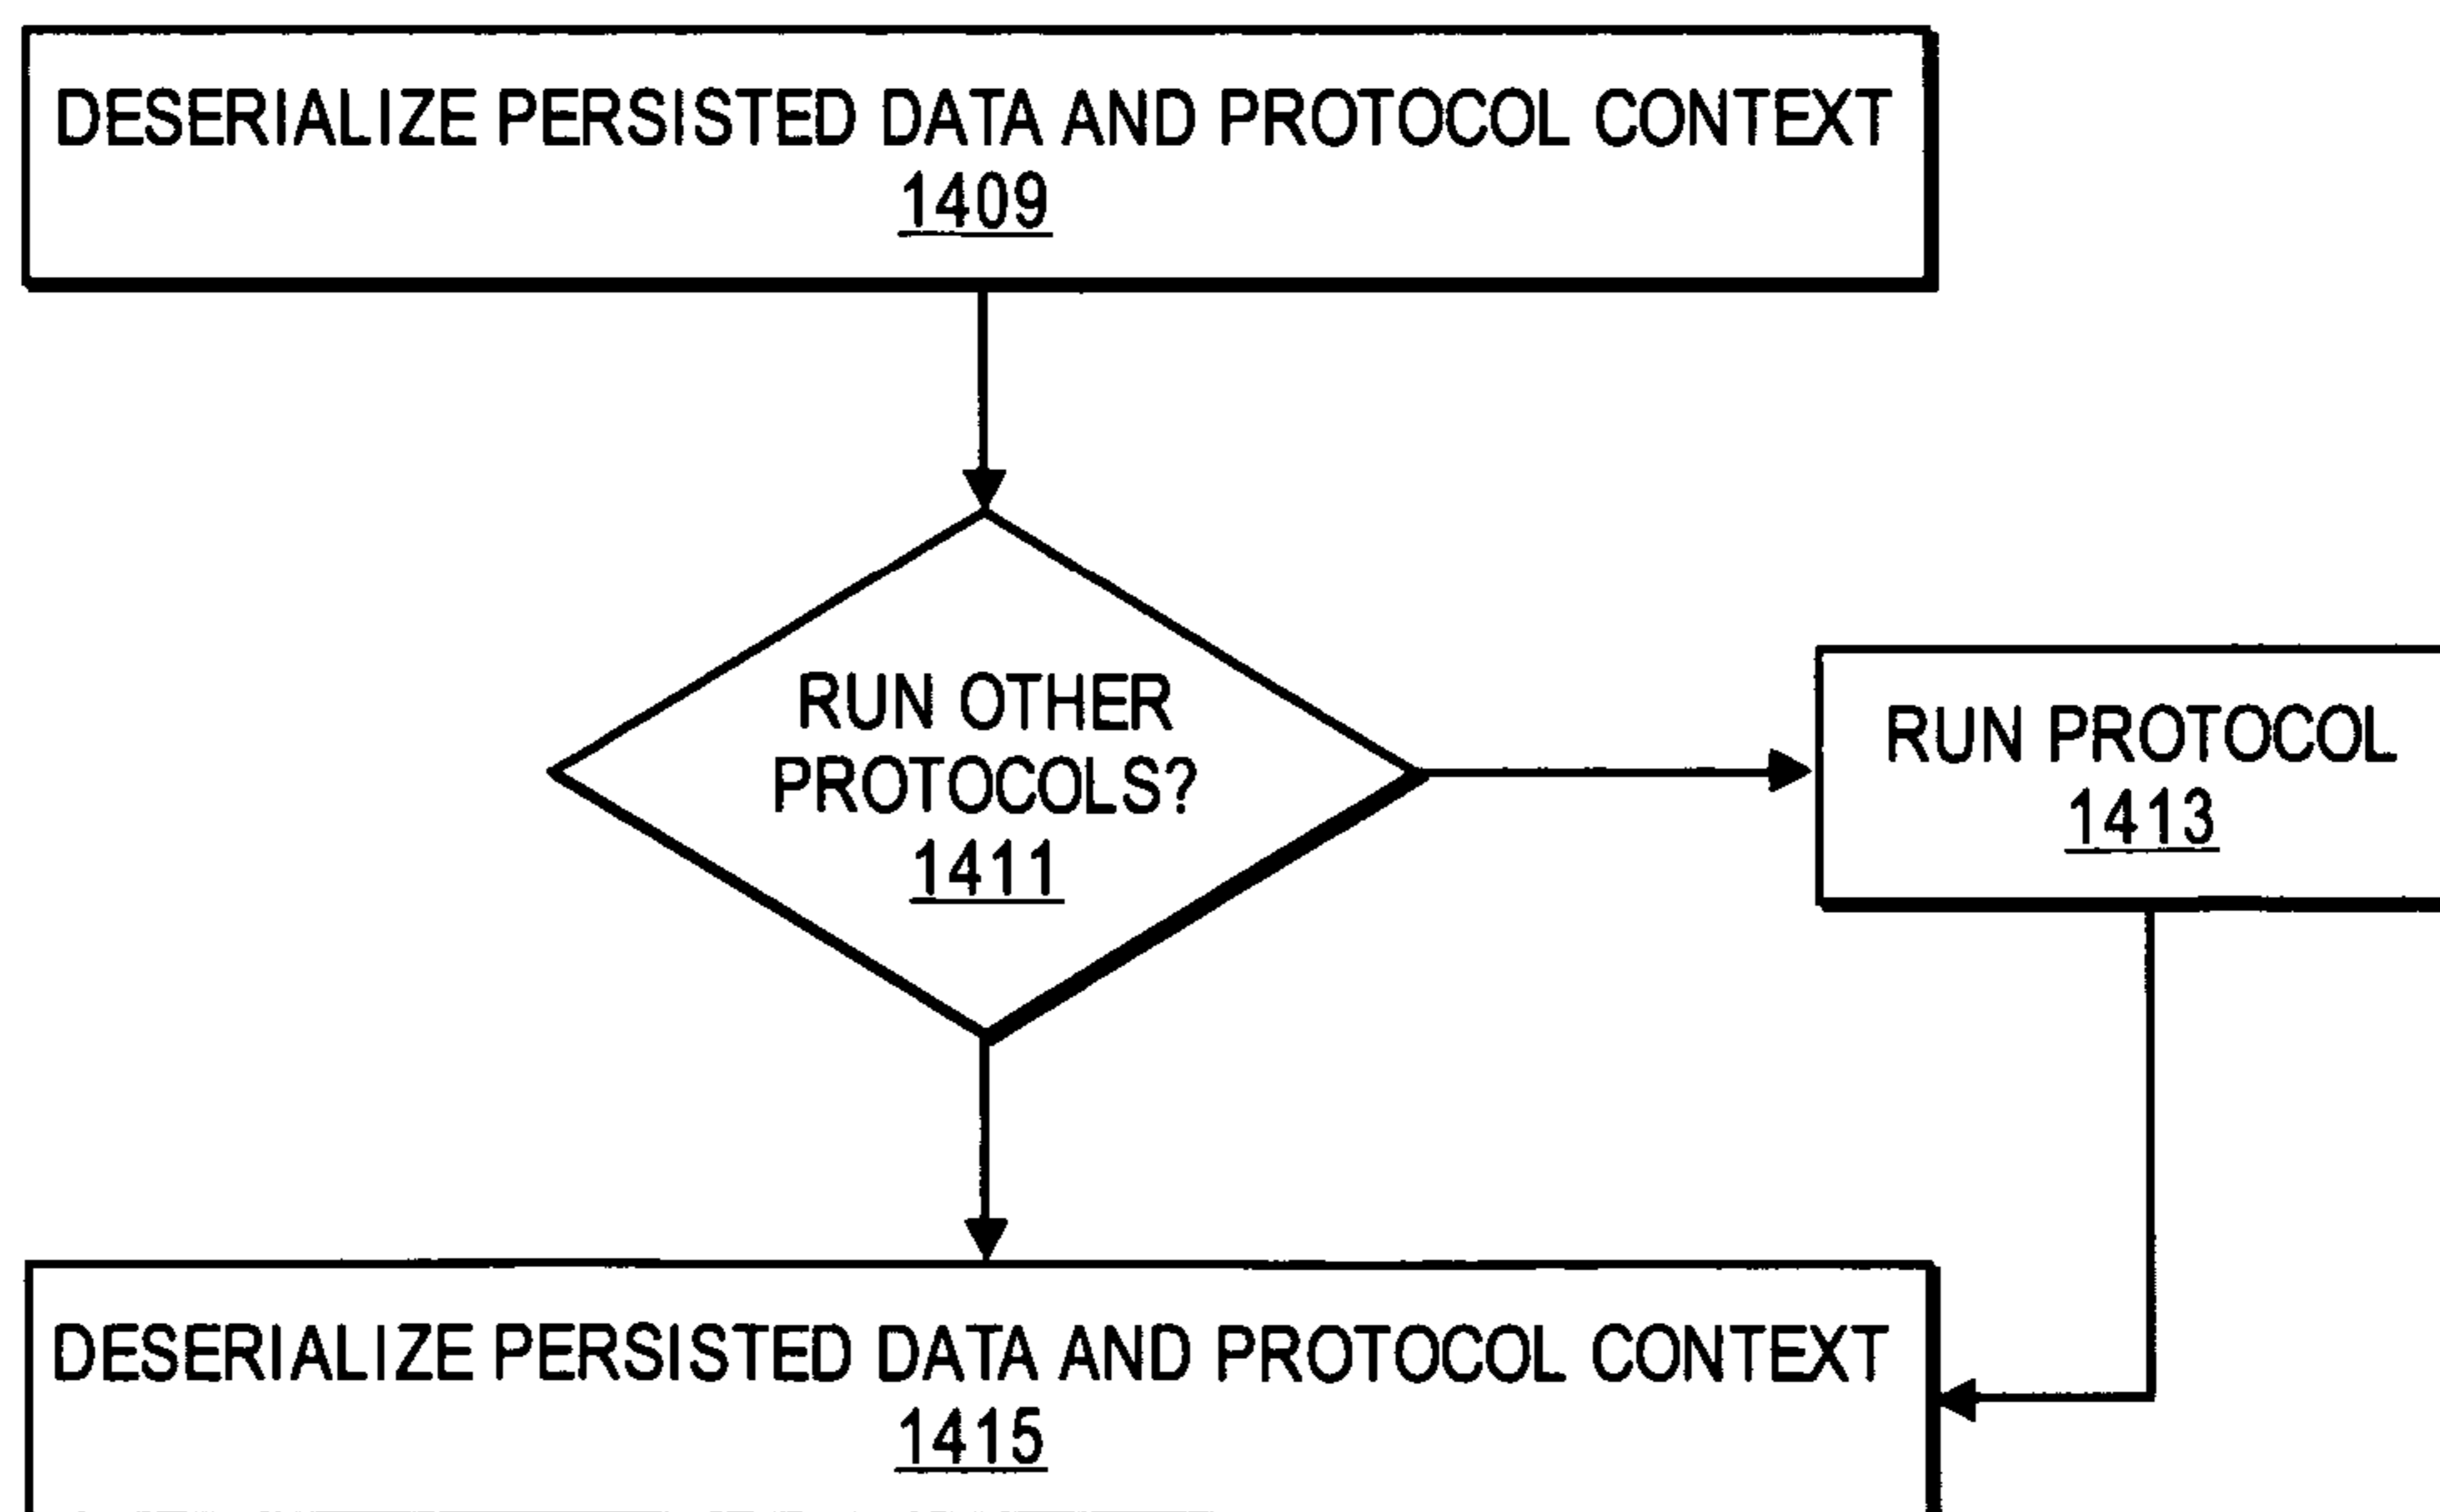 DESERIALIZE PERSISTED DATA AND PROTOCOL CONTEXT
1409
RUN OTHER
PROTOCOLS?
1411
RUN PROTOCOL
1413
DESERIALIZE PERSISTED DATA AND PROTOCOL CONTEXT
1415